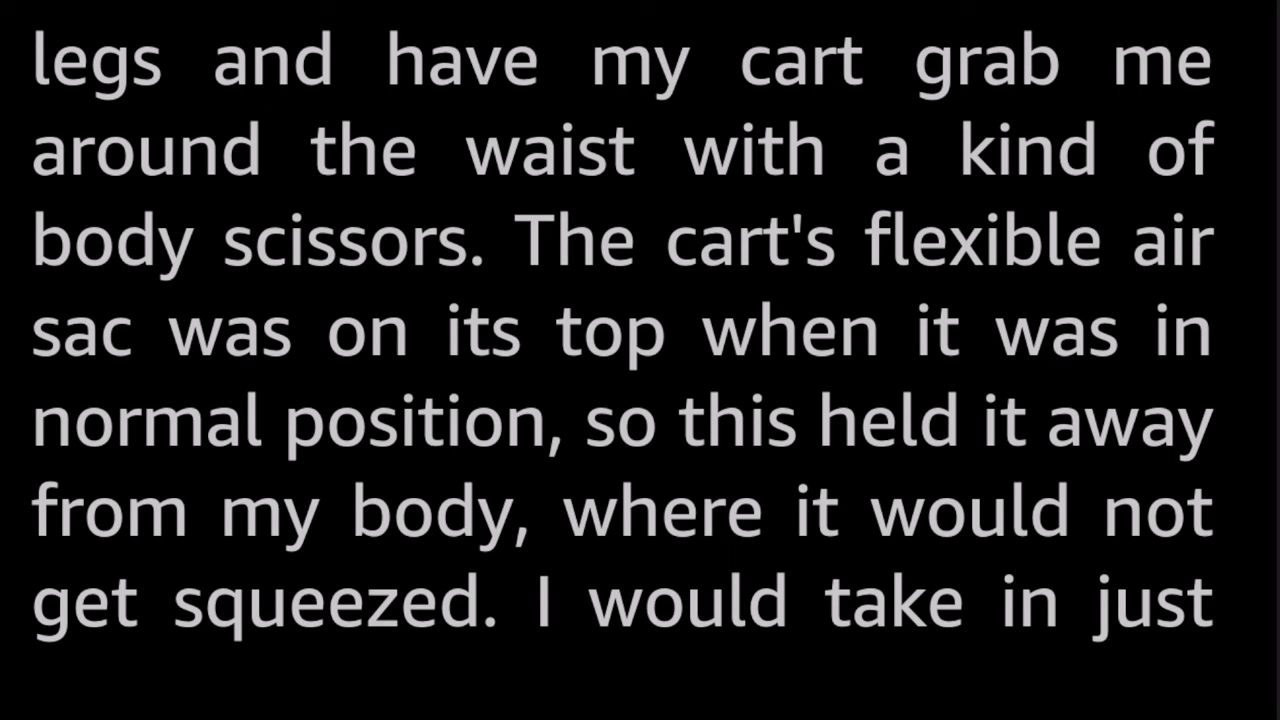 legs and have my cart grab me
around the waist with a kind of
body scissors. The cart's flexible air
sac was on its top when it was in
normal position, so this held it away
from my body, where it would not
get squeezed. I would take in just